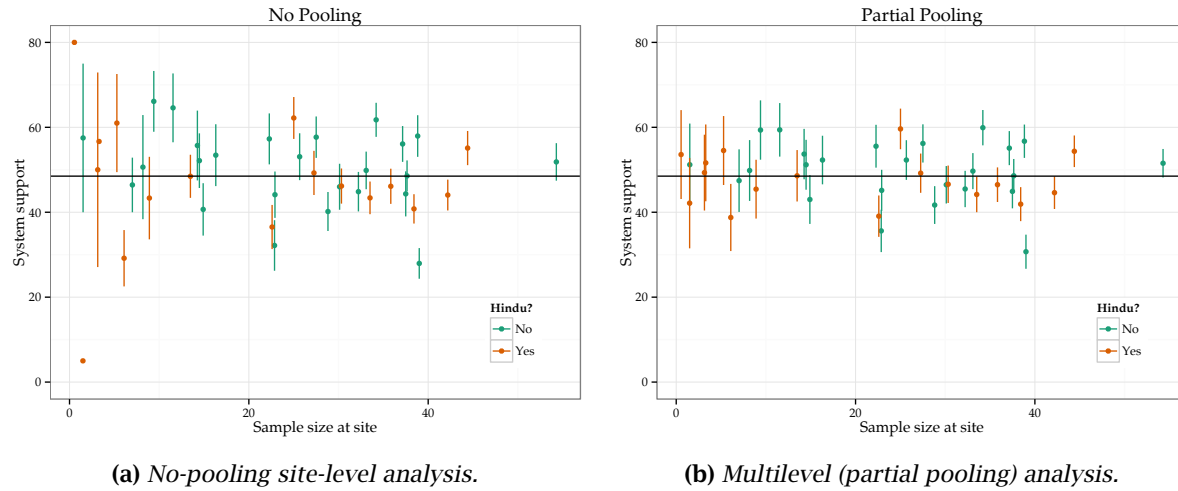 No Pooling
80
60
40
20
0
System support
0
20
40
Sample size at site
Hindu?
No
Yes
(a) No-pooling site-level analysis.
Partial Pooling
80
60
40
20
0
System support
0
20
40
Sample size at site
Hindu?
No
Yes
(b) Multilevel (partial pooling) analysis.